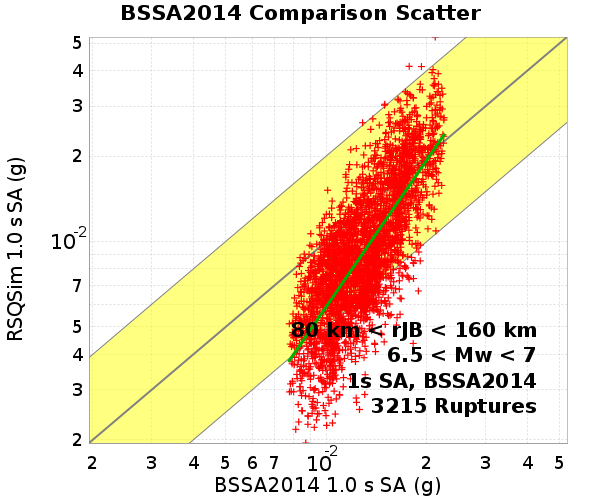 BSSA2014 Comparison Scatter
5
4
3
2
10-2
7
5
4
3
2
RSQSim 1.0 s SA (g)
80 km < rJB < 160 km
6.5 < Mw < 7
1s SA, BSSA2014
3215 Ruptures
2 3 4 5 6 7 10-2 2 3 4 5
BSSA2014 1.0 s SA (g)